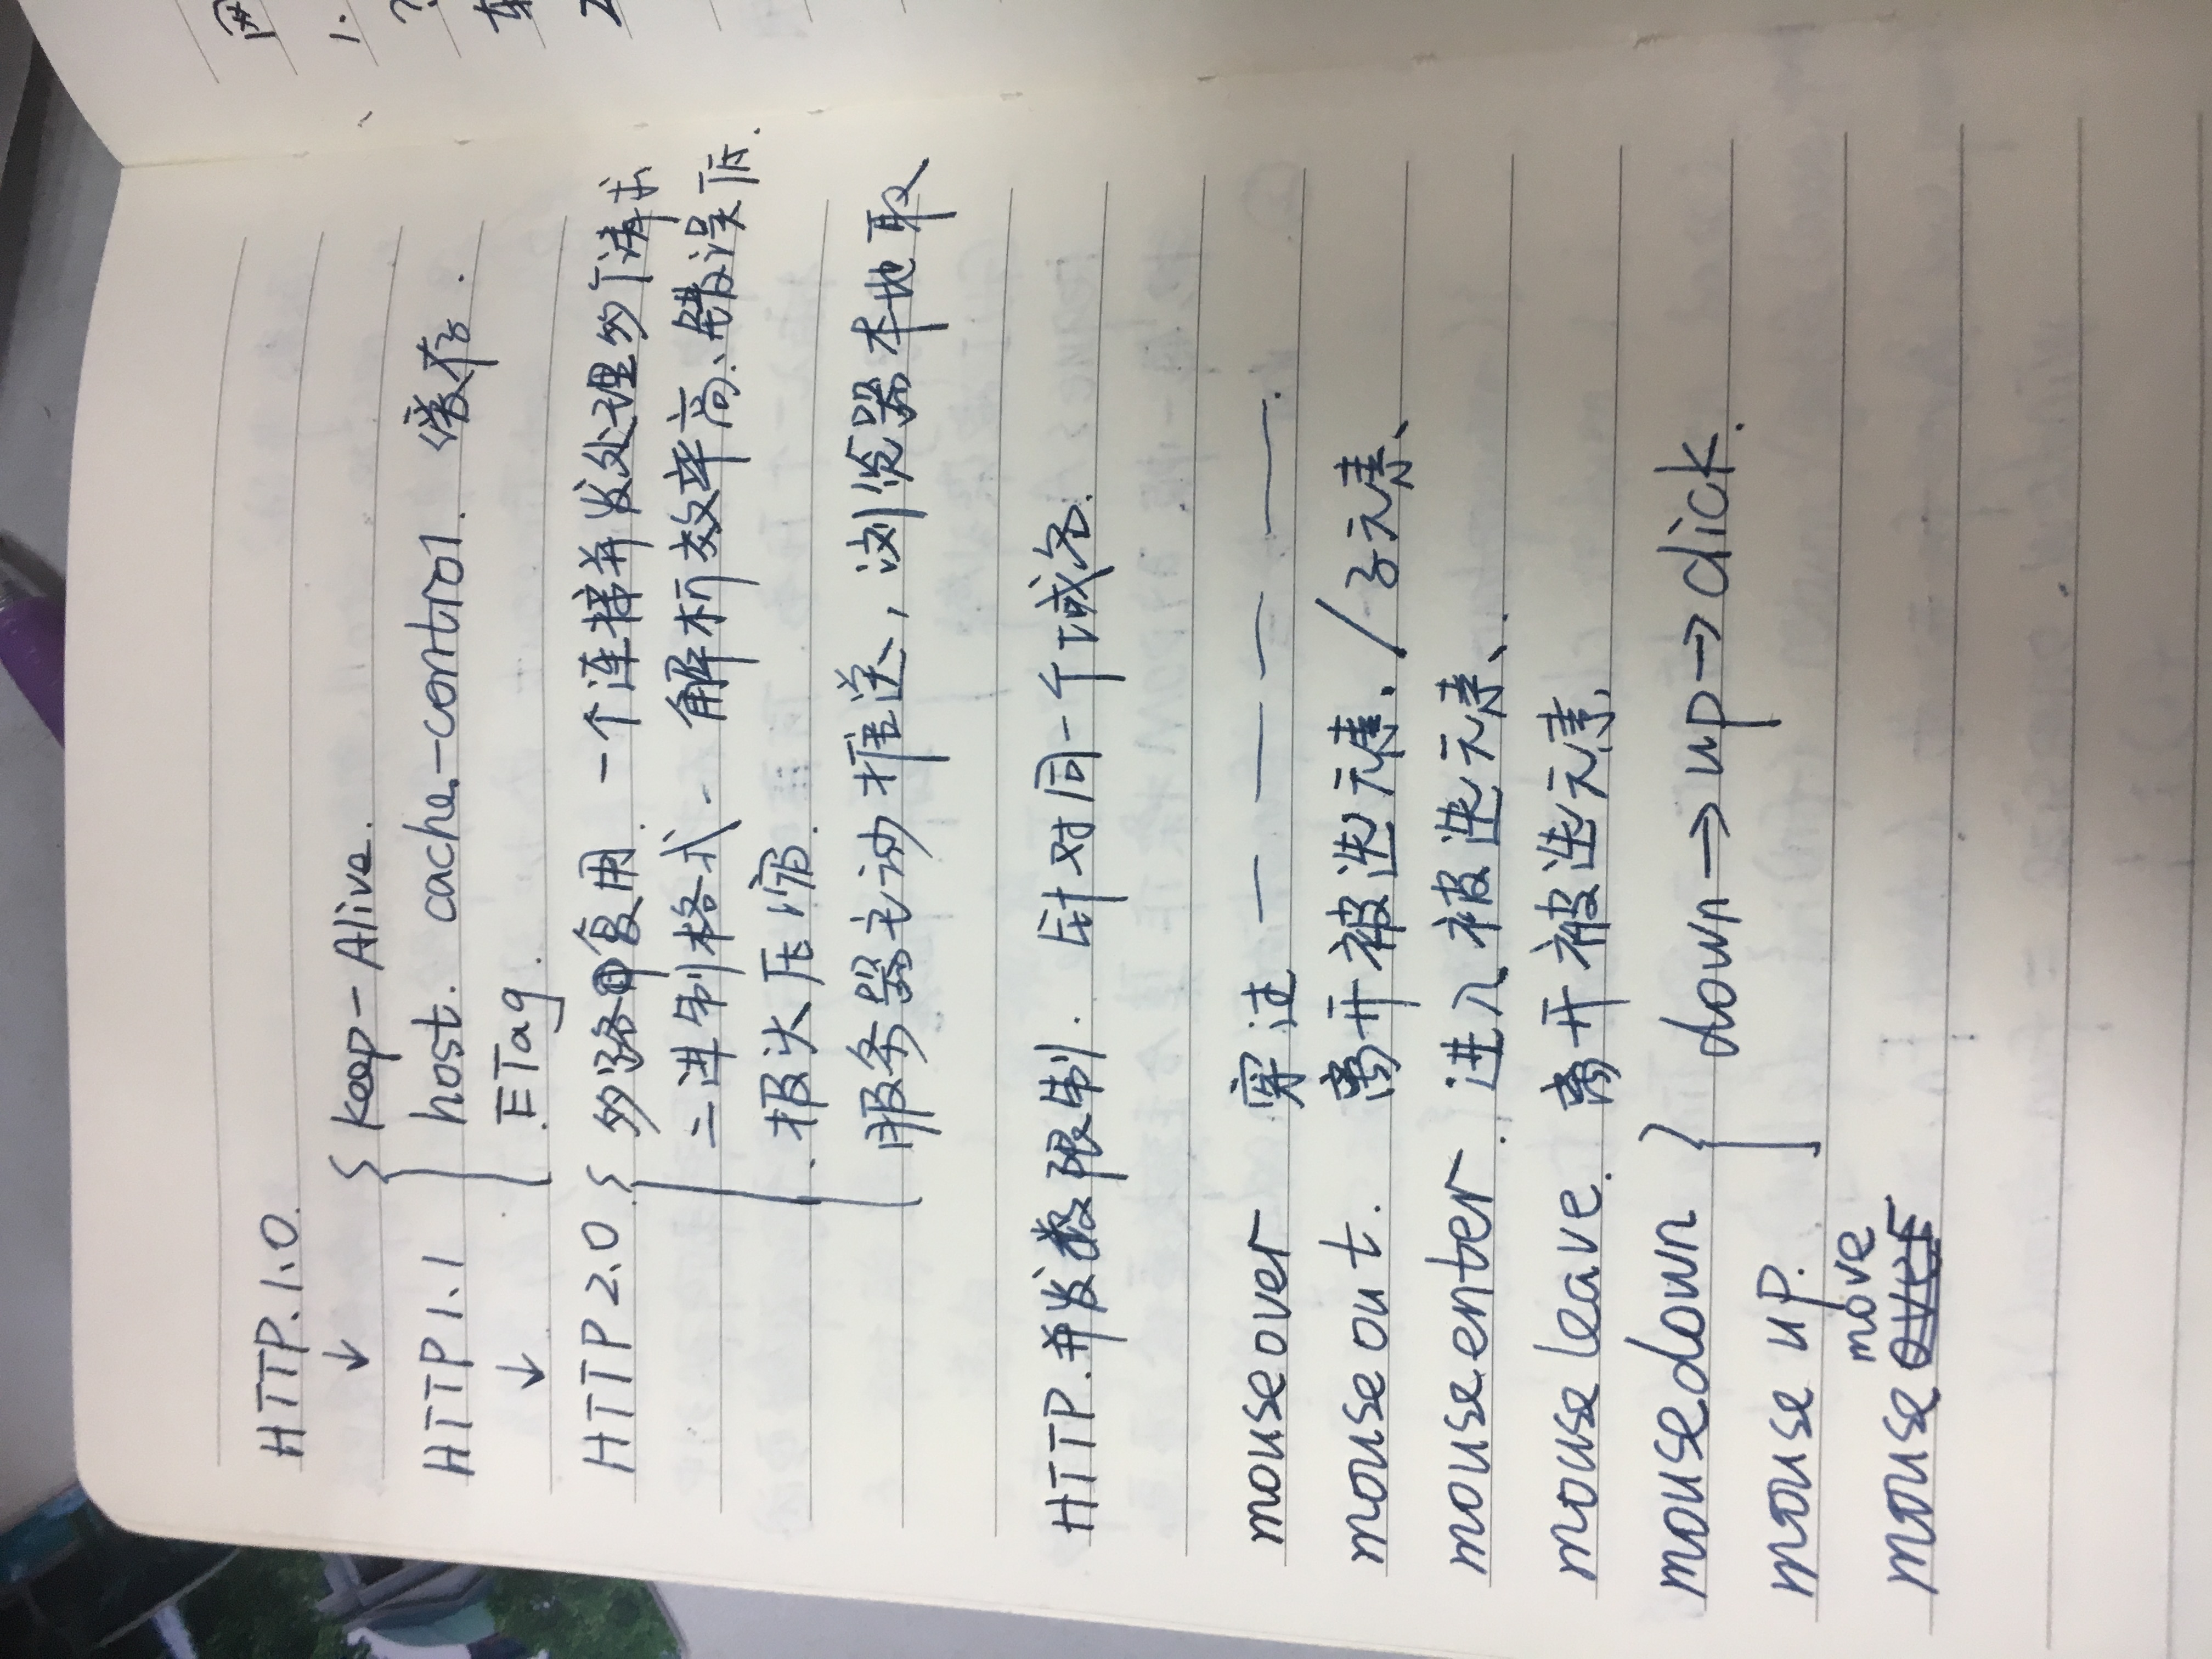 HTTP.1.0.
↓
Keep-Alive.
HTTP1.1 host. cache-control. 缓存.
↓ ETag.
HTTP2.0 多路复用. 一个连接并发处理多个请求
二进制格式- 解析效率高、错误低.
报头压缩.
服务器主动推送,浏览器本地取
HTTP.并发数限制. 针对同一个域名.
mouseover 穿过 — — — —.
mouseout. 离开被选元素. / 子元素、
mouseenter. 进入被选元素、.
mouseleave. 离开被选元素,
mousedown
down→up→click.
mouse up.
move
mouse over
网
1.
?
2